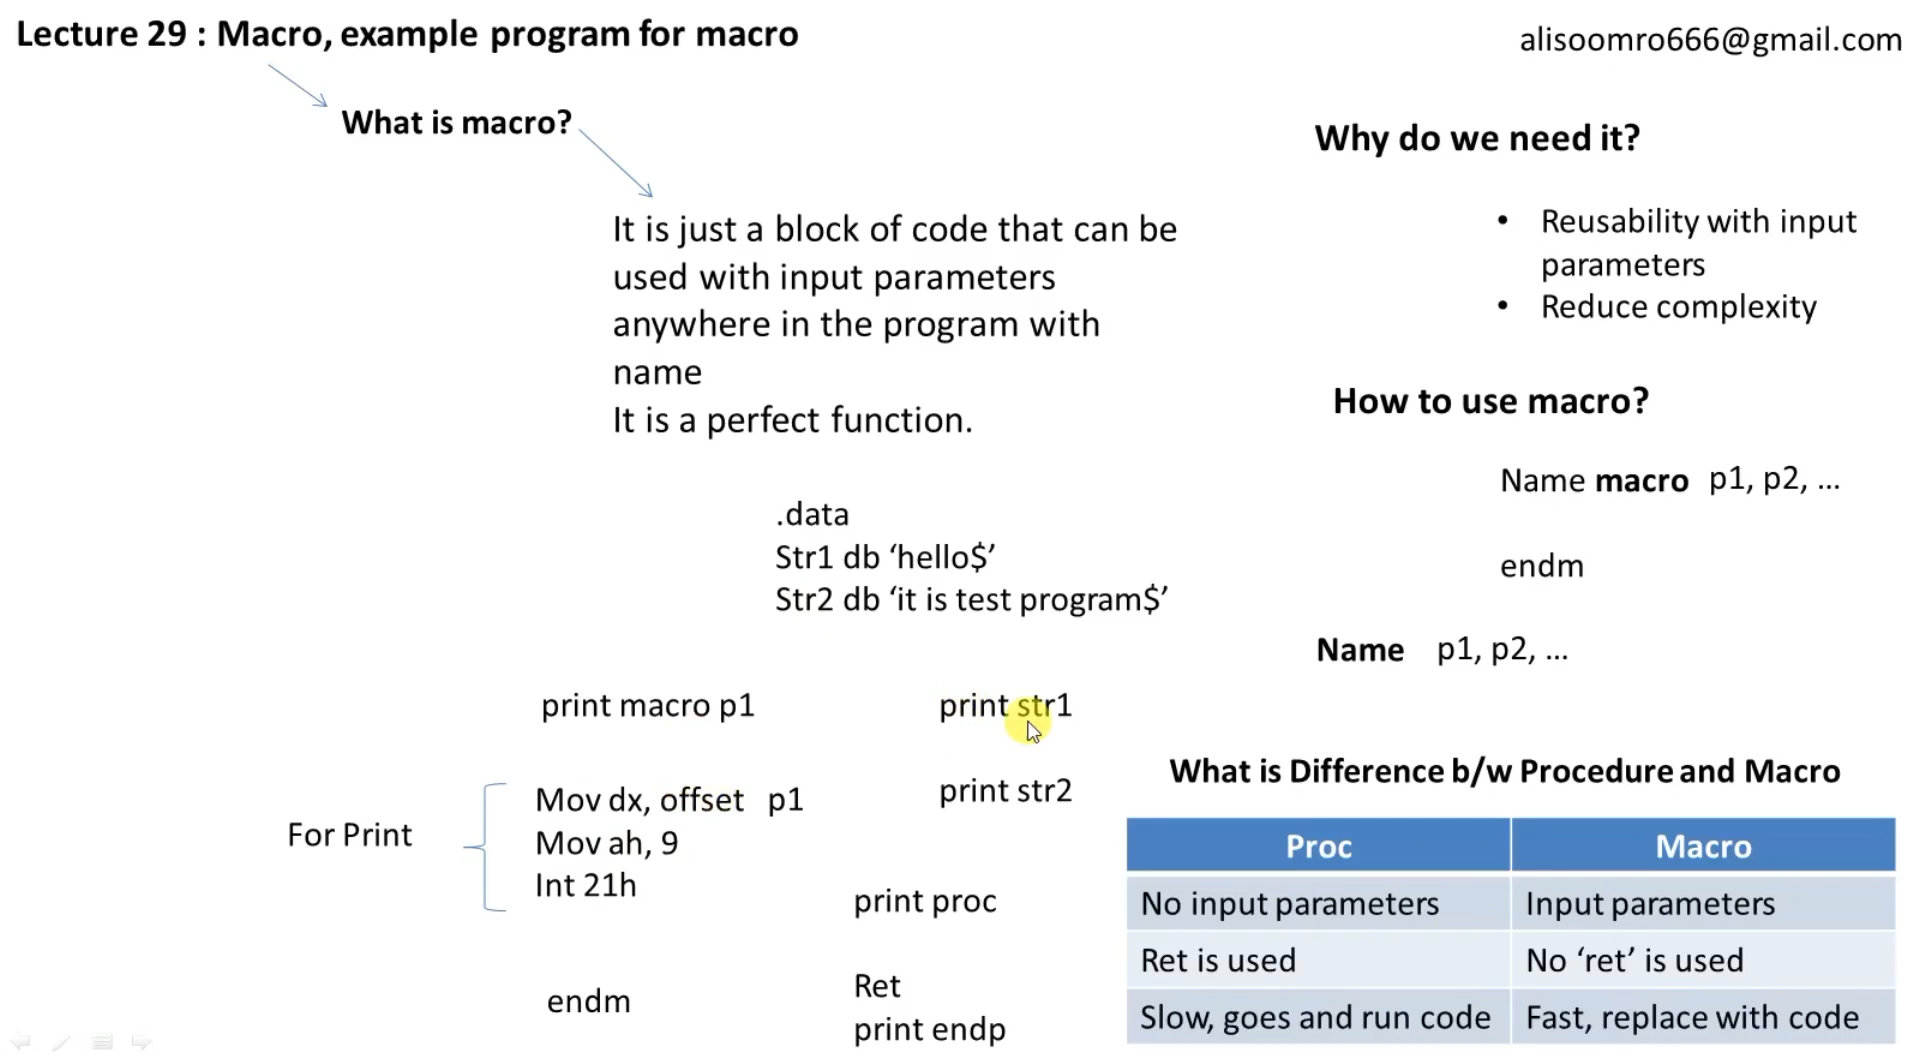 Lecture 29 : Macro, example program for macro
alisoomro666@gmail.com
What is macro?
It is just a block of code that can be
used with input parameters
anywhere in the program with
name
It is a perfect function.
Why do we need it?
• Reusability with input
parameters
• Reduce complexity
How to use macro?
Name macro p1, p2, ...
endm
Name p1, p2, ...
.data
Str1 db ‘hello$’
Str2 db ‘it is test program$’
print macro p1
For Print
Mov dx, offset p1
Mov ah, 9
Int 21h
endm
print str1
print str2
print proc
Ret
print endp
What is Difference b/w Procedure and Macro
Proc Macro
No input parameters Input parameters
Ret is used No ‘ret’ is used
Slow, goes and run code Fast, replace with code